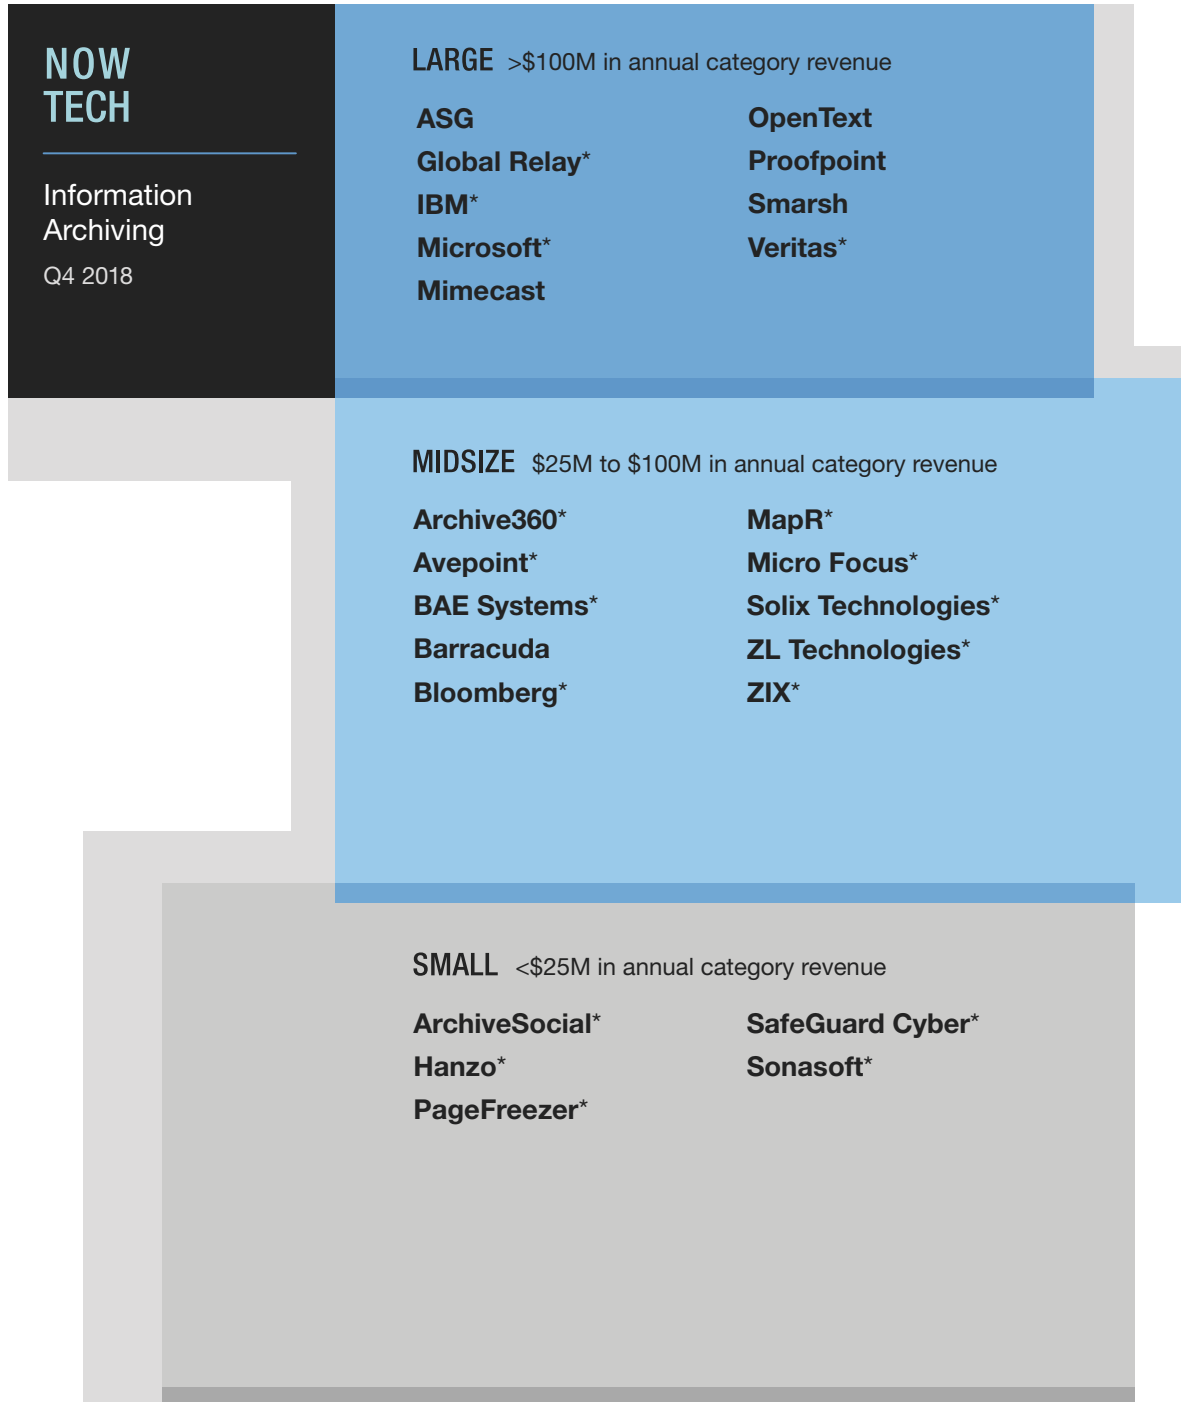 NOW
TECH
Information
Archiving
Q4 2018
LARGE >$100M in annual category revenue
ASG
Global Relay*
IBM*
Microsoft*
Mimecast
OpenText
Proofpoint
Smarsh
Veritas*
MIDSIZE $25M to $100M in annual category revenue
Archive360*
Avepoint*
BAE Systems*
Barracuda
Bloomberg*
MapR*
Micro Focus*
Solix Technologies*
ZL Technologies*
ZIX*
SMALL <$25M in annual category revenue
ArchiveSocial*
Hanzo*
PageFreezer*
SafeGuard Cyber*
Sonasoft*